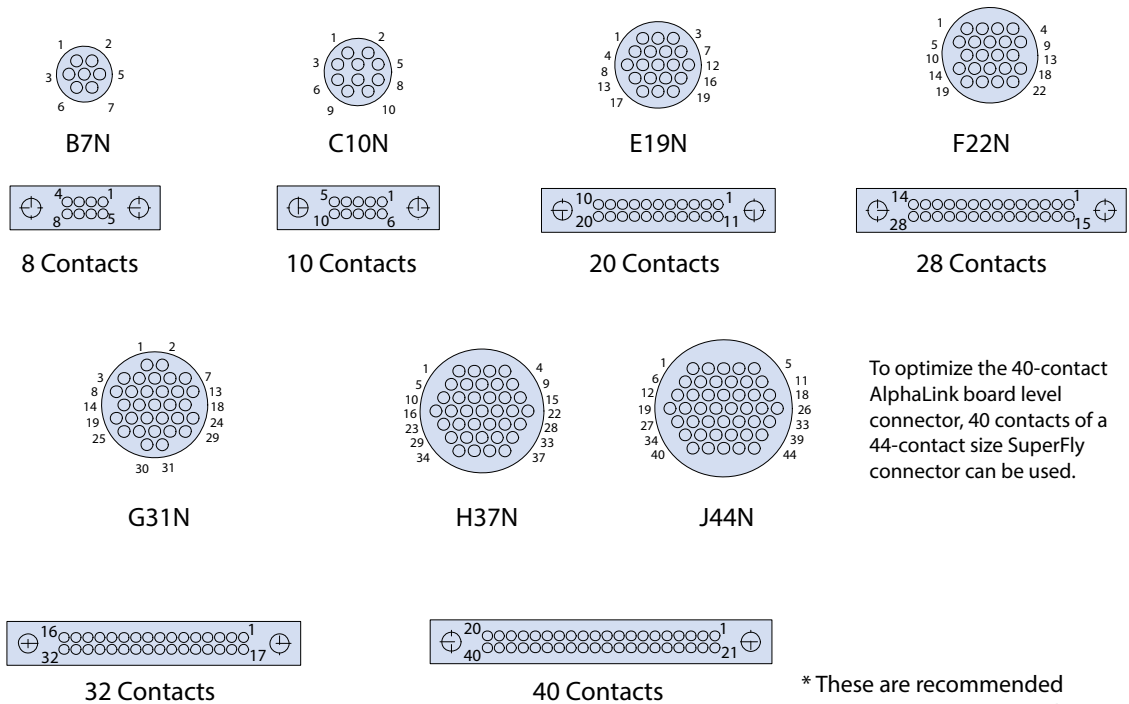 1 2
3 5
6 7
B7N
1 2
3 5
6 8
9 10
C10N
1 3
4 7
8 12
13 16
17 19
E19N
1 4
5 9
10 13
14 18
19 22
F22N
4 1
8 5
8 Contacts
5 1
10 6
10 Contacts
10 1
20 11
20 Contacts
14 1
28 15
28 Contacts
1 2
3 7
8 13
14 18
19 24
25 29
30 31
G31N
1 4
5 9
10 15
16 22
23 28
29 33
34 37
H37N
1 5
6 11
12 18
19 26
27 33
34 39
40 44
J44N
To optimize the 40-contact
AlphaLink board level
connector, 40 contacts of a
44-contact size SuperFly
connector can be used.
16 1
32 17
32 Contacts
20 1
40 21
40 Contacts
* These are recommended